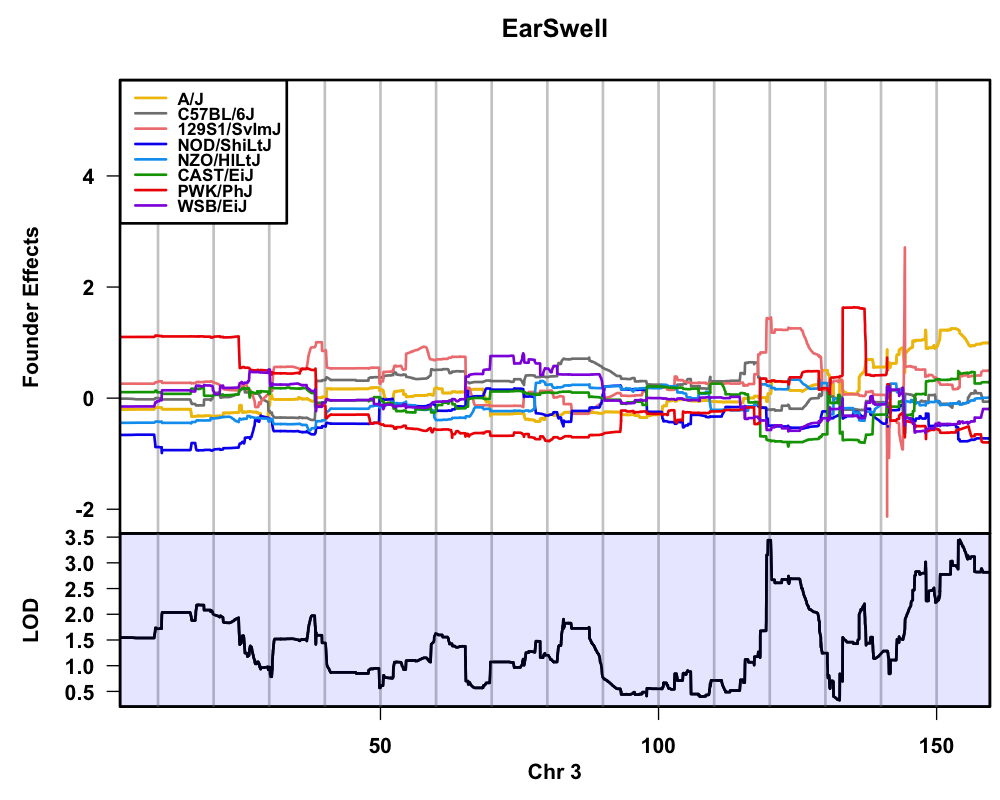 EarSwell
A/J
C57BL/6J
129S1/SvImJ
NOD/ShiLtJ
NZO/HlLtJ
CAST/EiJ
PWK/PhJ
WSB/EiJ
Founder Effects
4
2
0
-2
LOD
3.5
3.0
2.5
2.0
1.5
1.0
0.5
50
100
150
Chr 3